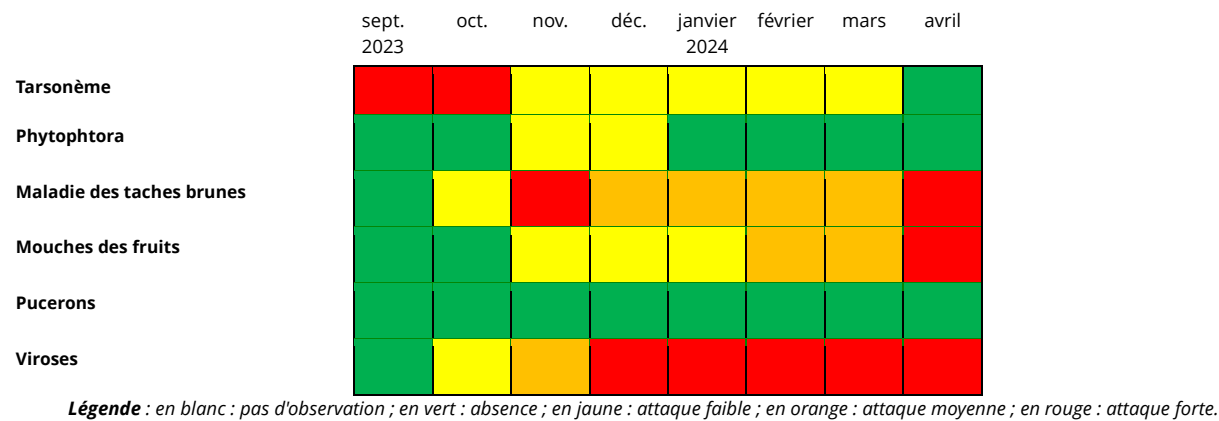 sept. oct. nov. déc. janvier février mars avril
2023 2024
Tarsonème
Phytophtora
Maladie des taches brunes
Mouches des fruits
Pucerons
Viroses
Légende : en blanc : pas d'observation ; en vert : absence ; en jaune : attaque faible ; en orange : attaque moyenne ; en rouge : attaque forte.